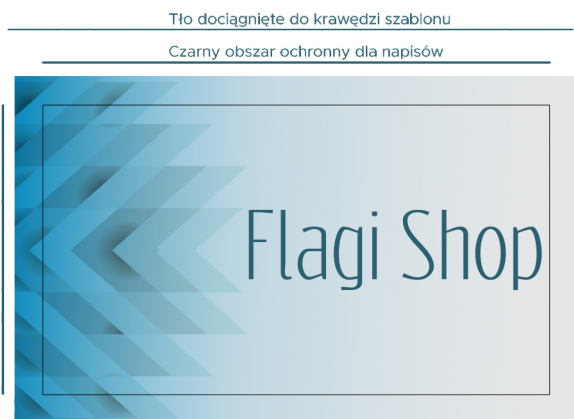 Tło dociągnięte do krawędzi szablonu
Czarny obszar ochronny dla napisów
Flagi Shop